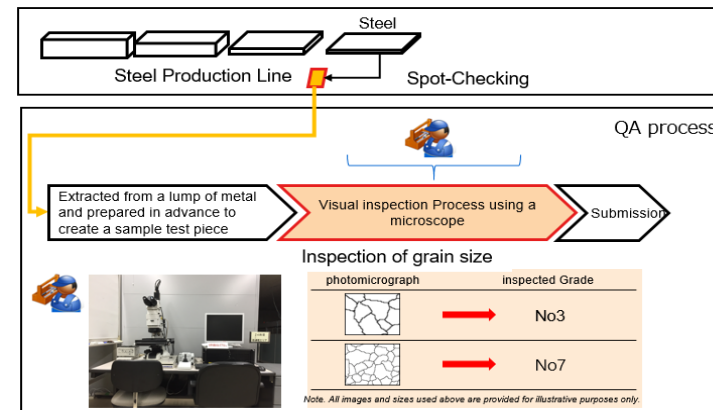 Steel
Steel Production Line
Spot-Checking
QA process
Extracted from a lump of metal
and prepared in advance to
create a sample test piece
Visual inspection Process using a
microscope
Submission
Inspection of grain size
photomicrograph inspected Grade
No3
No7
Note. All images and sizes used above are provided for illustrative purposes only.